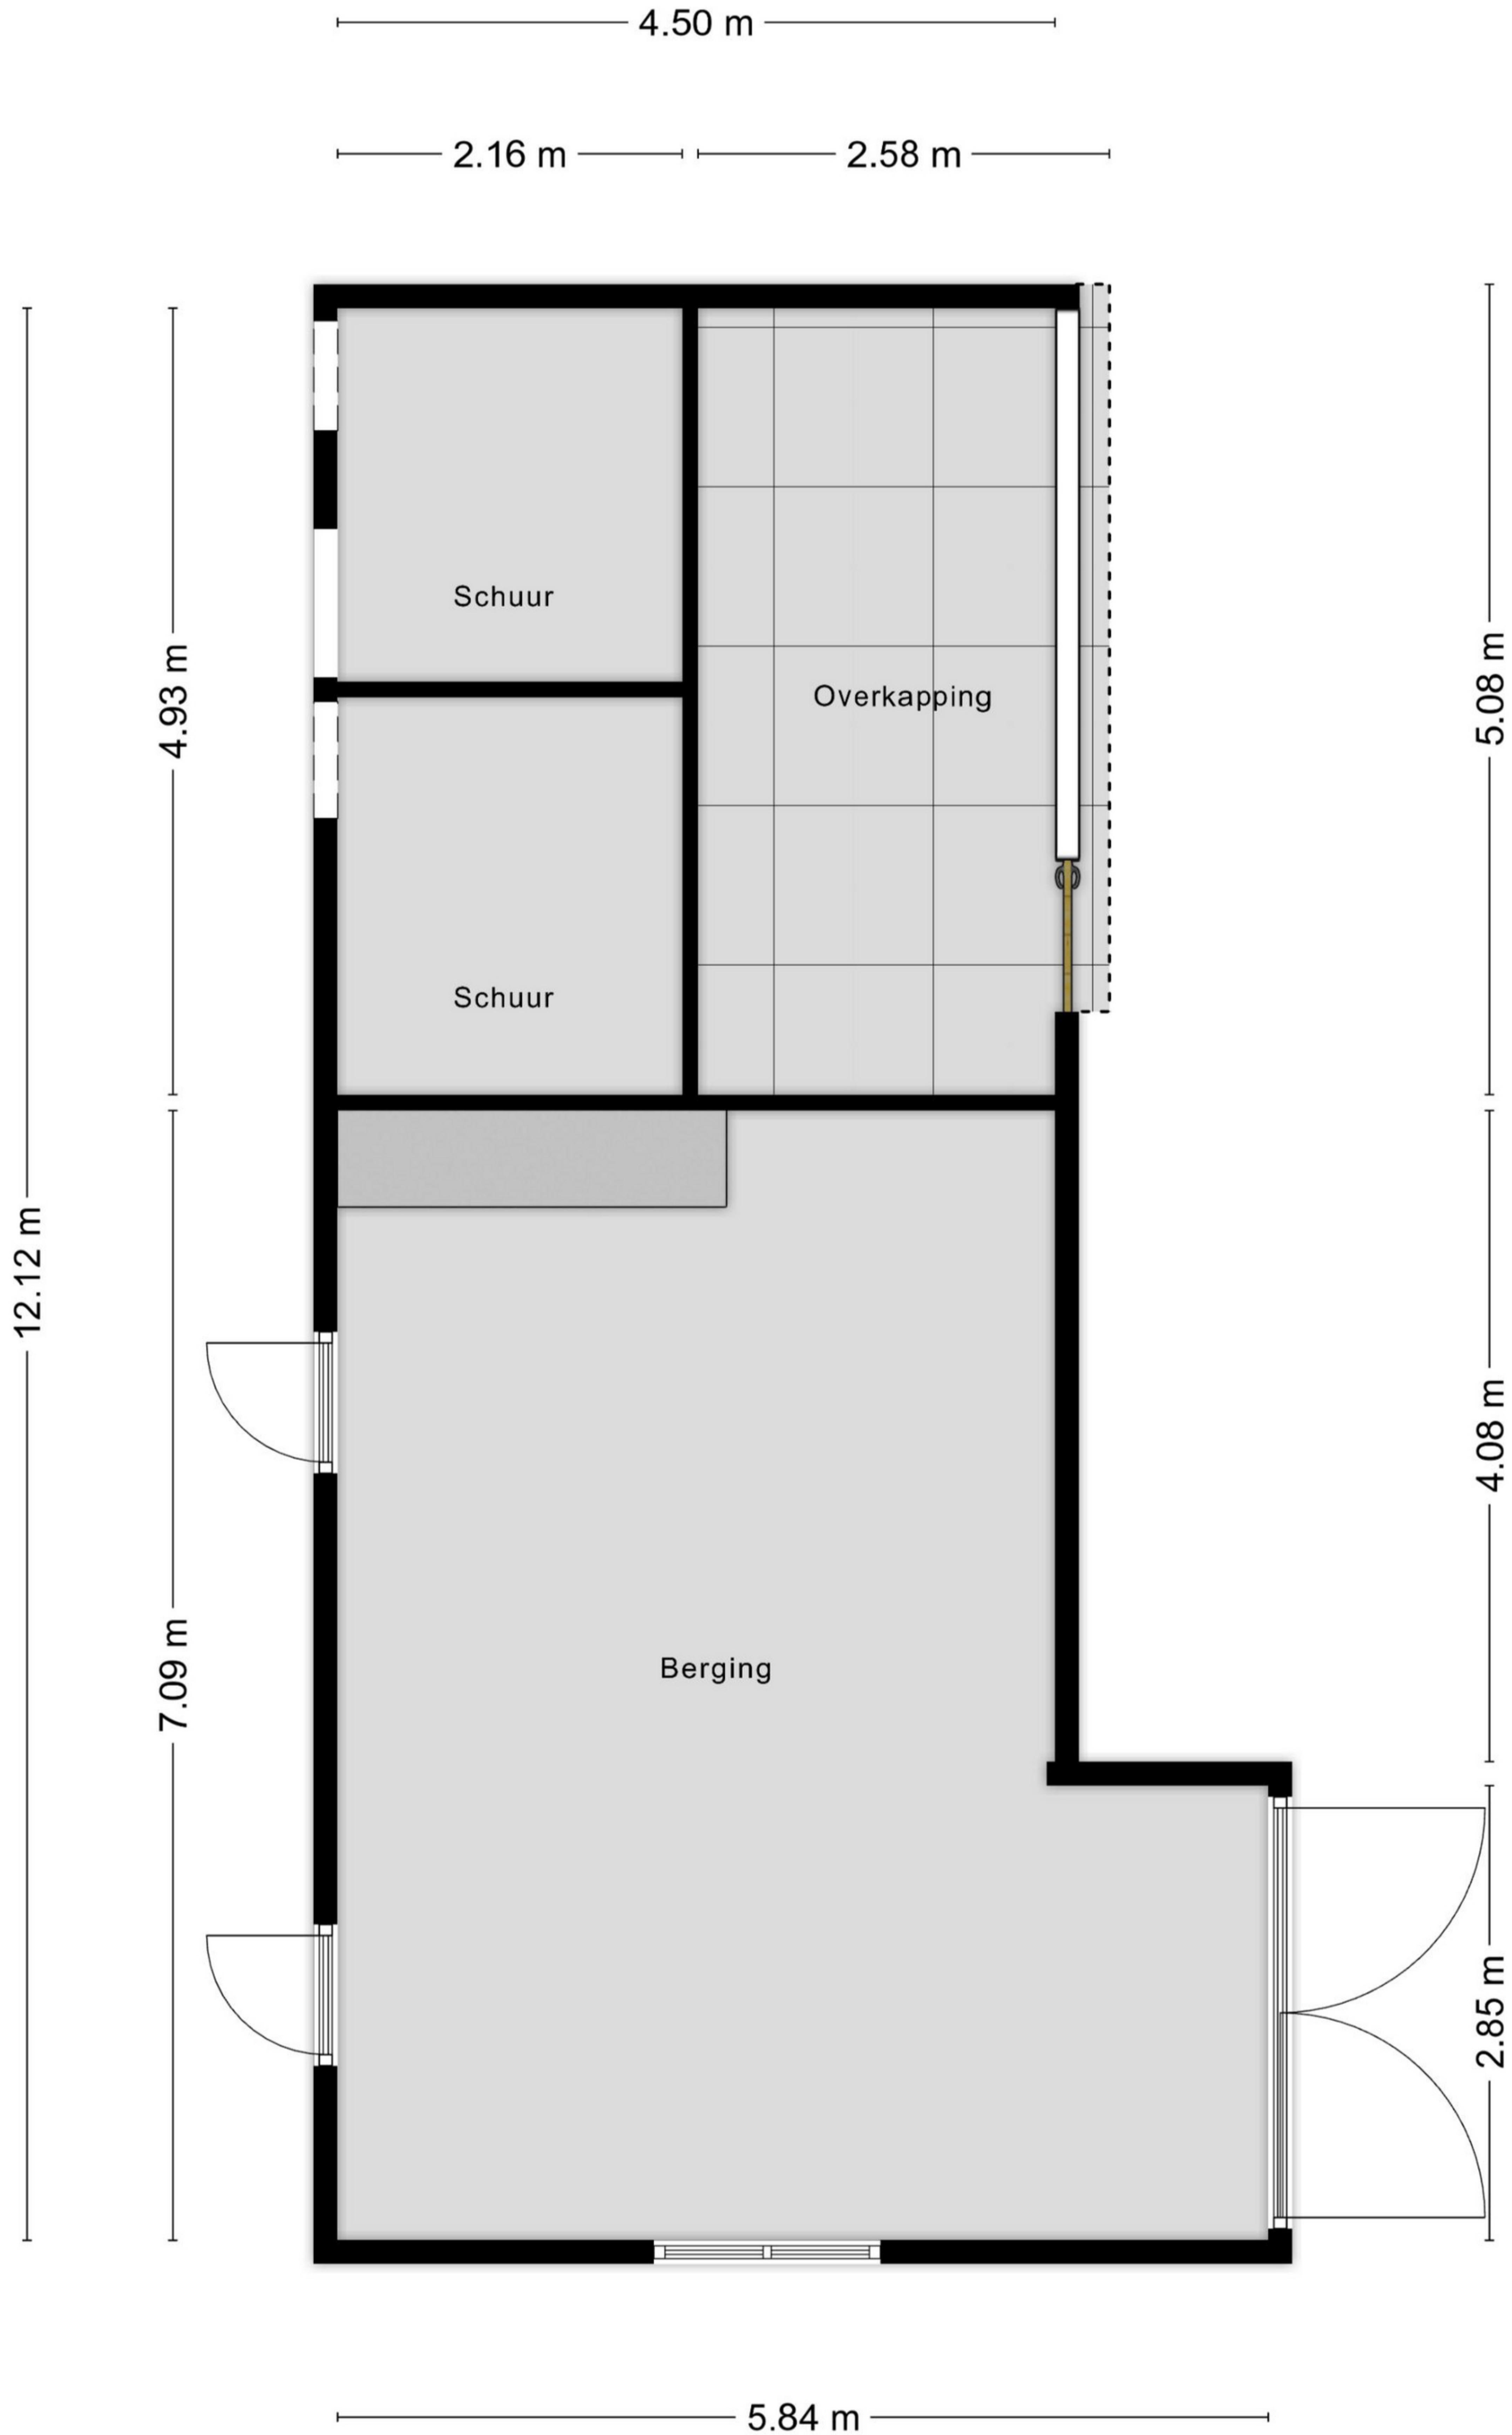 4.50 m
2.16 m
2.58 m
Schuur
4.93 m
5.08 m
Overkapping
Schuur
12.12 m
4.08 m
7.09 m
Berging
2.85 m
5.84 m